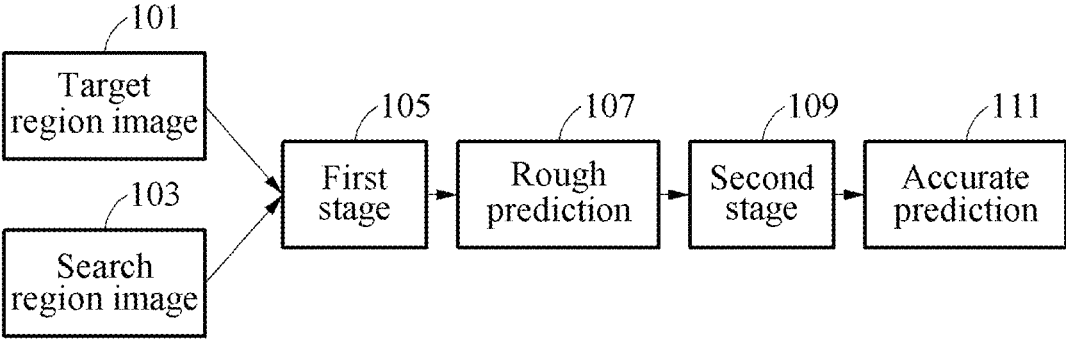 101
Target
region image
103
Search
region image
105
First
stage
107
Rough
prediction
109
Second
stage
111
Accurate
prediction